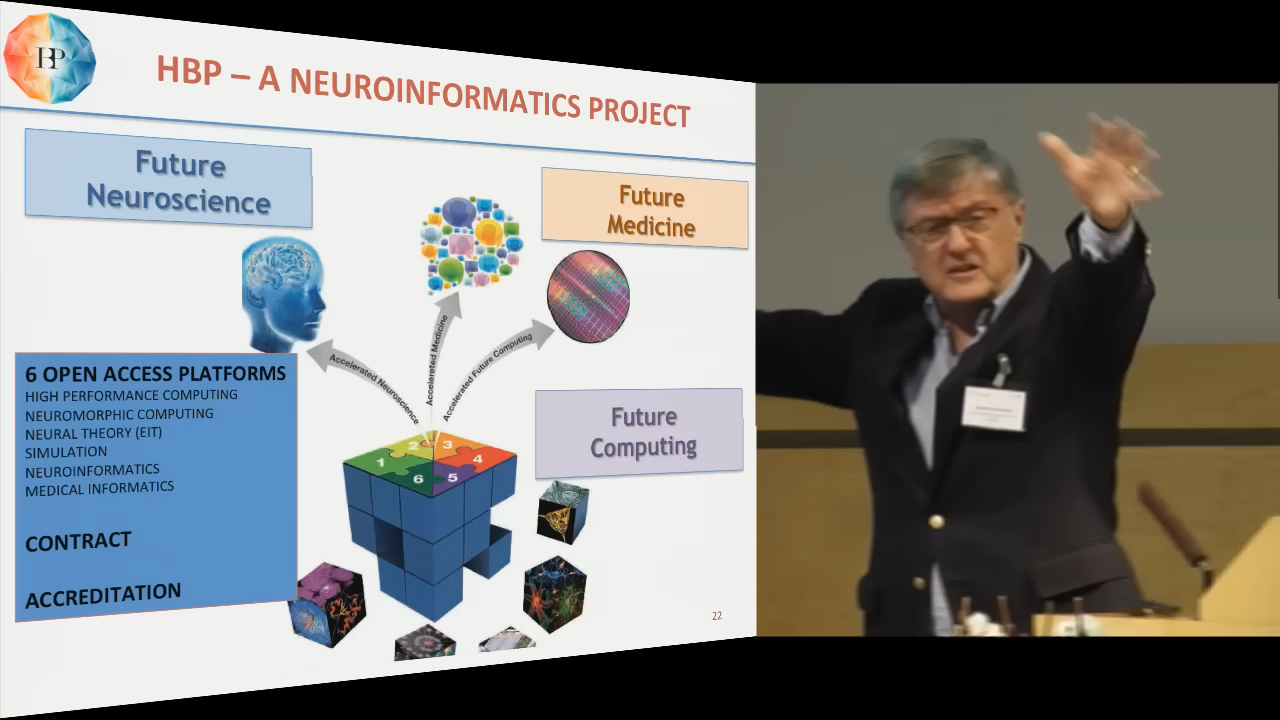 HBP
HBP – A NEUROINFORMATICS PROJECT
Future
Neuroscience
Future
Medicine
Accelerated Neuroscience
Accelerated Medicine
Accelerated Future Computing
6 OPEN ACCESS PLATFORMS
HIGH PERFORMANCE COMPUTING
NEUROMORPHIC COMPUTING
NEURAL THEORY (EIT)
SIMULATION
NEUROINFORMATICS
MEDICAL INFORMATICS
CONTRACT
ACCREDITATION
Future
Computing
1
2
3
4
5
6
22